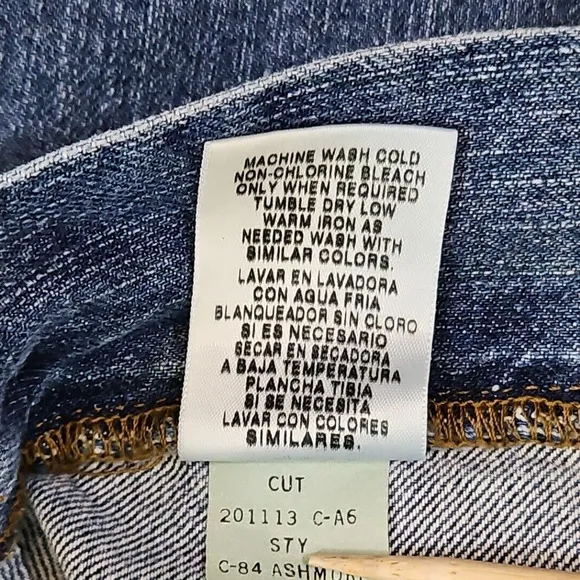 MACHINE WASH COLD
NON-CHLORINE BLEACH
ONLY WHEN REQUIRED
TUMBLE DRY LOW
WARM IRON AS
NEEDED WASH WITH
SIMILAR COLORS.
LAVAR EN LAVADORA
CON AGUA FRIA
BLANQUEADOR SIN CLORO
SI ES NECESARIO
SECAR EN SECADORA
A BAJA TEMPERATURA
PLANCHA TIBIA
SI SE NECESITA
LAVAR CON COLORES
SIMILARES.
CUT
201113 C-A6
STY
C-84